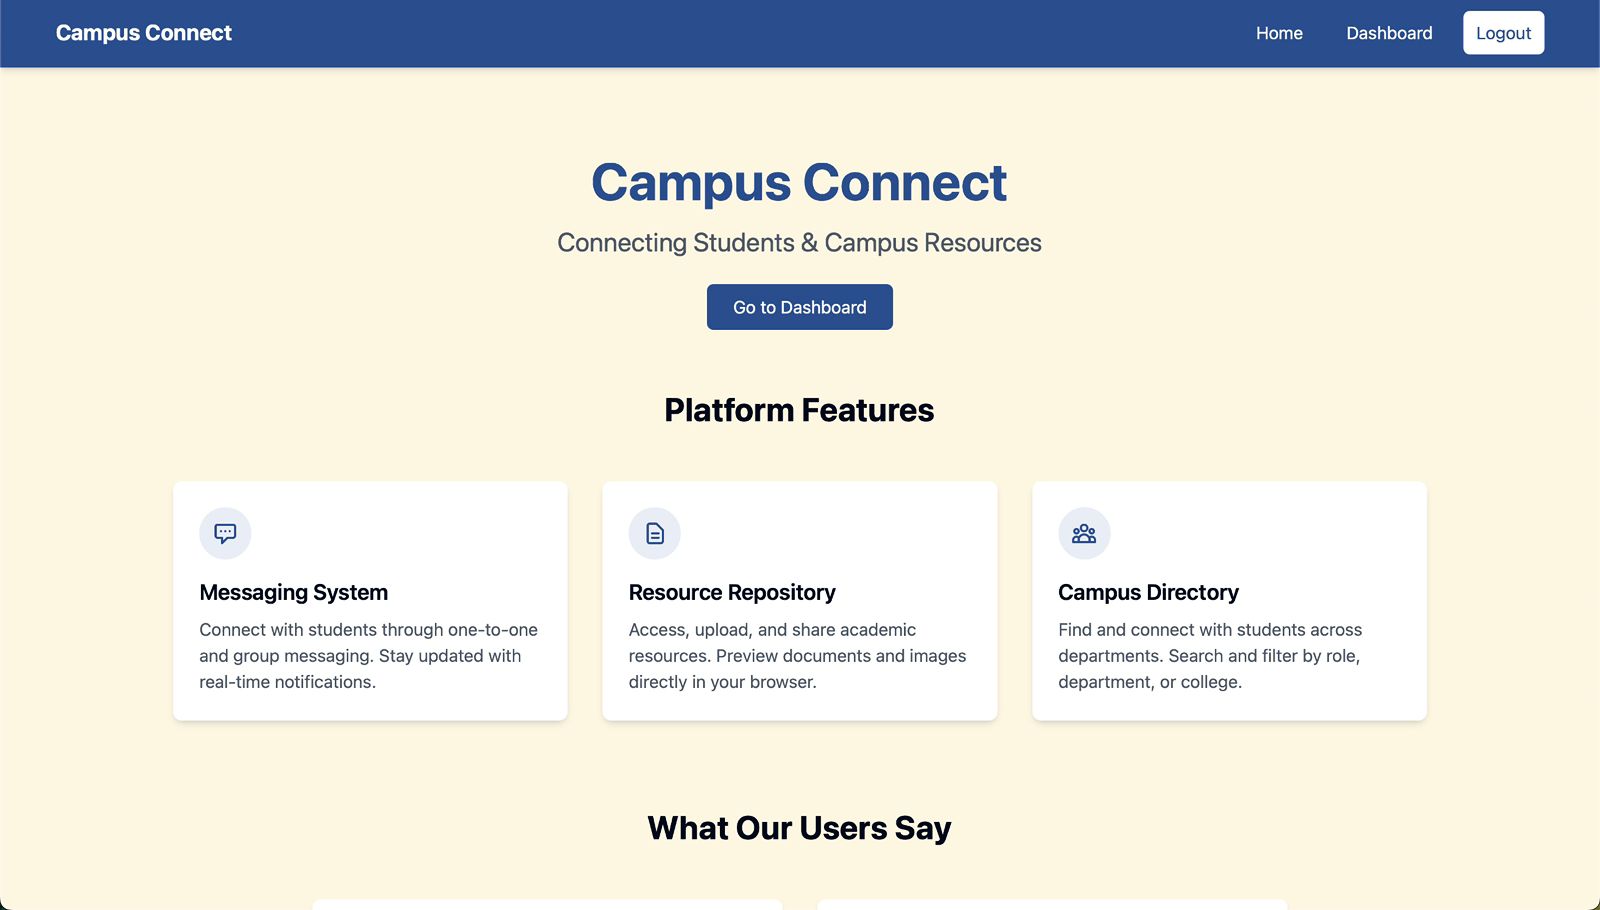 Campus Connect
Home
Dashboard
Logout
Campus Connect
Connecting Students & Campus Resources
Go to Dashboard
Platform Features
Messaging System
Connect with students through one-to-one
and group messaging. Stay updated with
real-time notifications.
Resource Repository
Access, upload, and share academic
resources. Preview documents and images
directly in your browser.
Campus Directory
Find and connect with students across
departments. Search and filter by role,
department, or college.
What Our Users Say